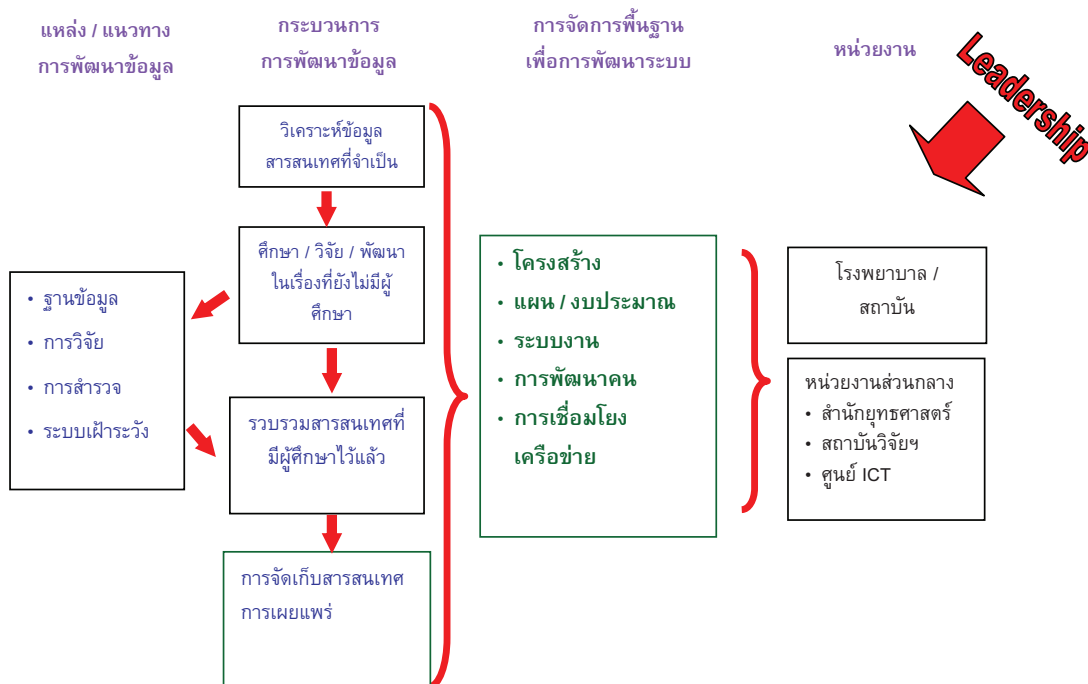 แหล่ง / แนวทาง
การพัฒนาข้อมูล
กระบวนการ
การพัฒนาข้อมูล
การจัดการพื้นฐาน
เพื่อการพัฒนาระบบ
หน่วยงาน
Leadership
วิเคราะห์ข้อมูล
สารสนเทศที่จำเป็น
ศึกษา / วิจัย / พัฒนา
ในเรื่องที่ยังไม่มีผู้
ศึกษา
• ฐานข้อมูล
• การวิจัย
• การสำรวจ
• ระบบเฝ้าระวัง
รวบรวมสารสนเทศที่
มีผู้ศึกษาไว้แล้ว
การจัดเก็บสารสนเทศ
การเผยแพร่
• โครงสร้าง
• แผน / งบประมาณ
• ระบบงาน
• การพัฒนาคน
• การเชื่อมโยง
เครือข่าย
โรงพยาบาล /
สถาบัน
หน่วยงานส่วนกลาง
• สำนักยุทธศาสตร์
• สถาบันวิจัยฯ
• ศูนย์ ICT